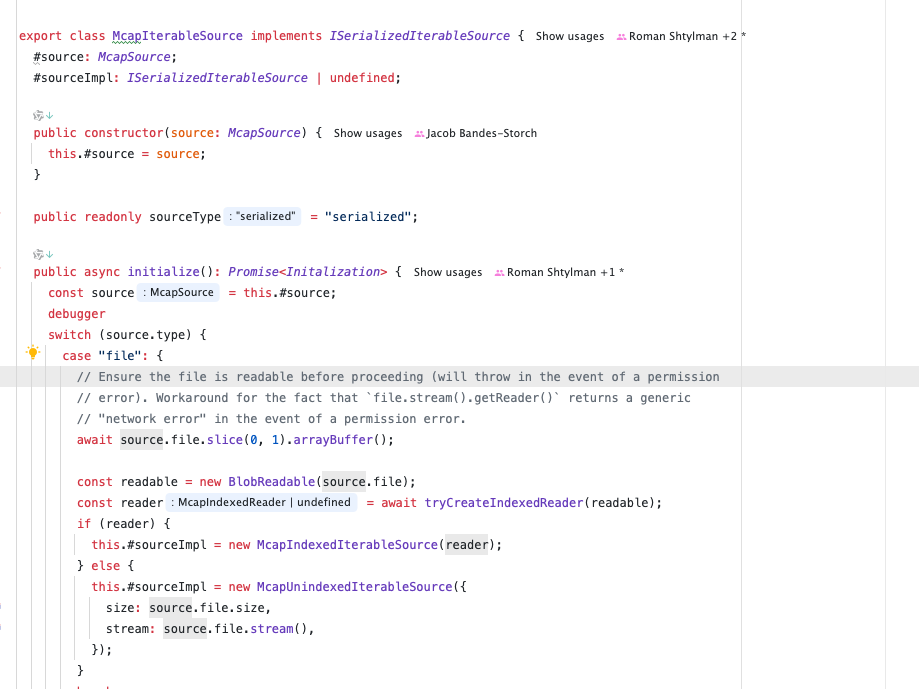 export class McapIterableSource implements ISerializedIterableSource { Show usages Roman Shtylman +2 *
#source: McapSource;
#sourceImpl: ISerializedIterableSource | undefined;
public constructor(source: McapSource) { Show usages Jacob Bandes-Storch
this.#source = source;
}
public readonly sourceType : "serialized" = "serialized";
public async initialize(): Promise<Initalization> { Show usages Roman Shtylman +1 *
const source : McapSource = this.#source;
debugger
switch (source.type) {
case "file": {
// Ensure the file is readable before proceeding (will throw in the event of a permission
// error). Workaround for the fact that `file.stream().getReader()` returns a generic
// "network error" in the event of a permission error.
await source.file.slice(0, 1).arrayBuffer();
const readable = new BlobReadable(source.file);
const reader : McapIndexedReader | undefined = await tryCreateIndexedReader(readable);
if (reader) {
this.#sourceImpl = new McapIndexedIterableSource(reader);
} else {
this.#sourceImpl = new McapUnindexedIterableSource({
size: source.file.size,
stream: source.file.stream(),
});
}